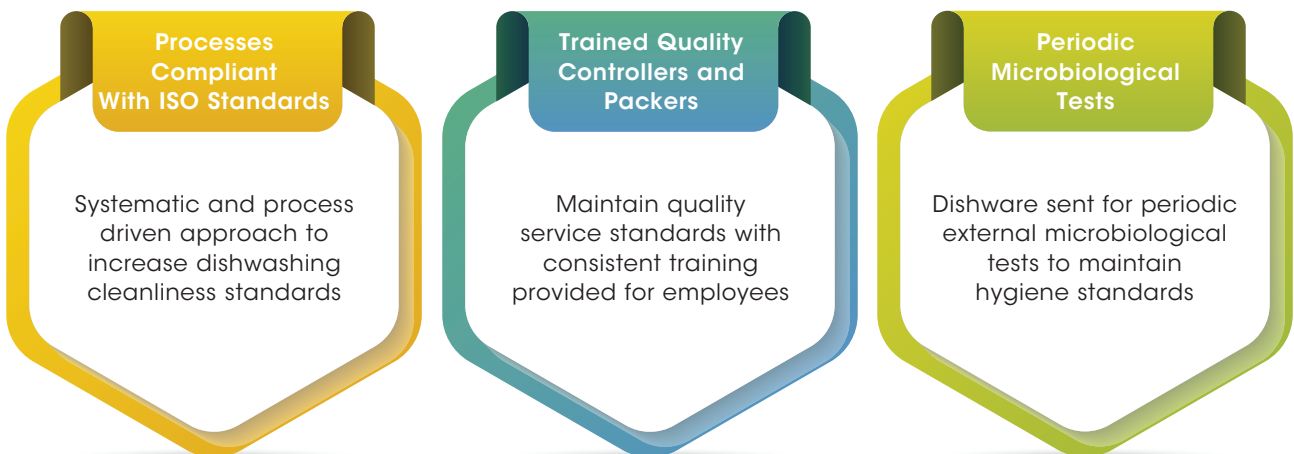 Processes
Compliant
With ISO Standards
Systematic and process
driven approach to
increase dishwashing
cleanliness standards
Trained Quality
Controllers and
Packers
Maintain quality
service standards with
consistent training
provided for employees
Periodic
Microbiological
Tests
Dishware sent for periodic
external microbiological
tests to maintain
hygiene standards